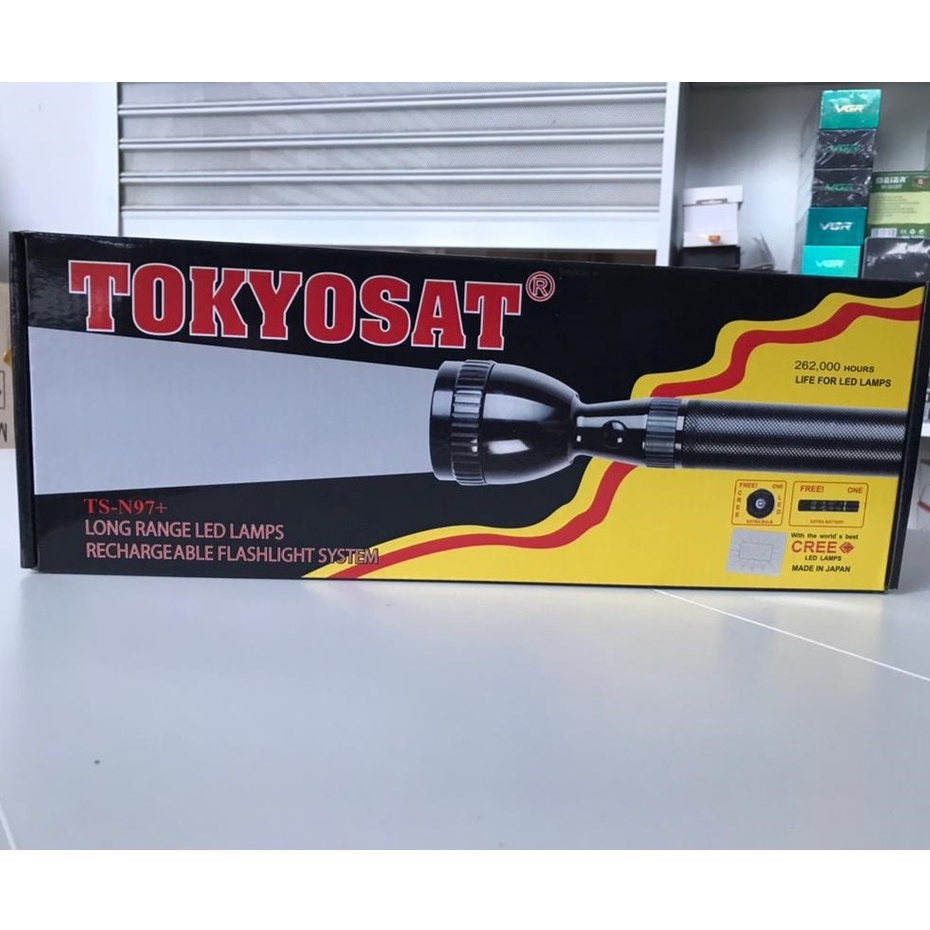 TOKYOSAT®
262,000 HOURS
LIFE FOR LED LAMPS
TS-N97+
LONG RANGE LED LAMPS
RECHARGEABLE FLASHLIGHT SYSTEM
FREE! ONE
CREE LED
EXTRA BULB
FREE! ONE
EXTRA BATTERY
With the world's best
CREE
LED LAMPS
MADE IN JAPAN
VGR
VGR
VGR
VGR
VGR